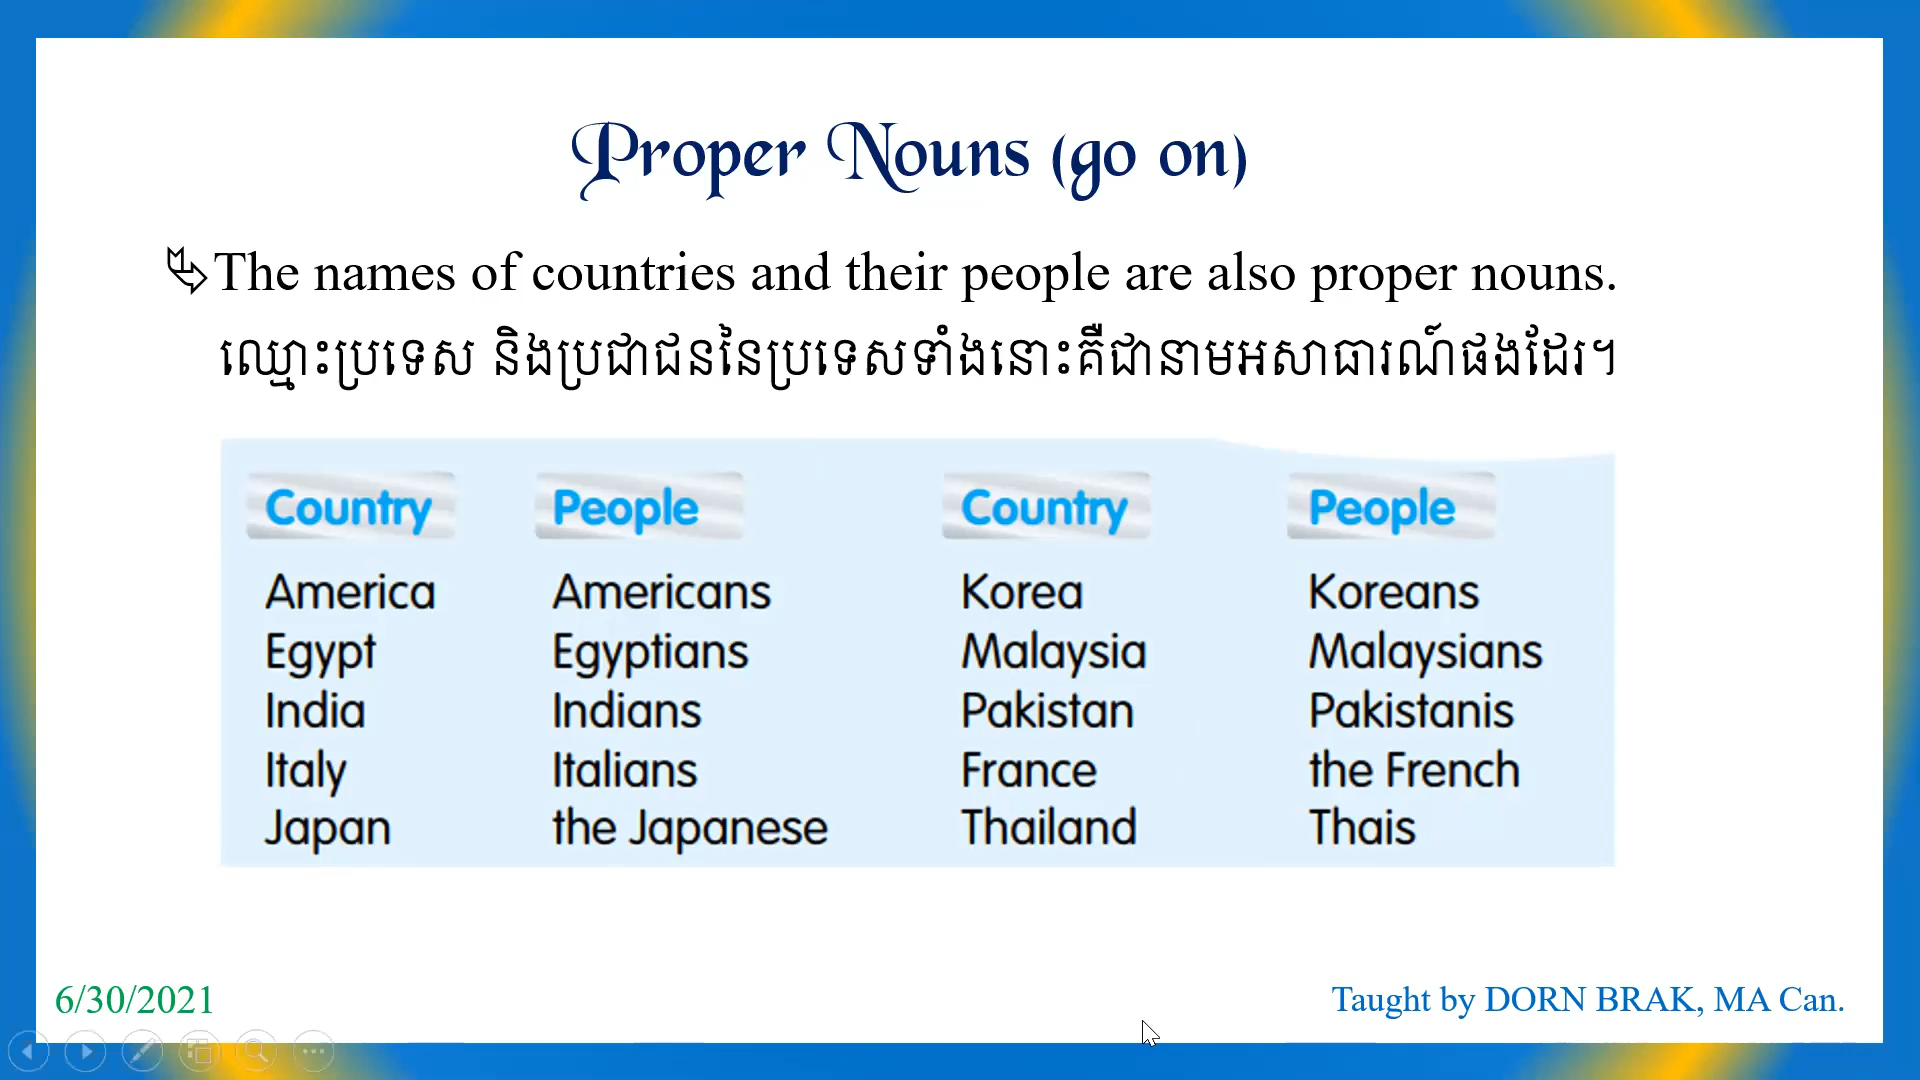 Proper Nouns (go on)
The names of countries and their people are also proper nouns.
ឈ្មោះប្រទេស និងប្រជាជននៃប្រទេសទាំងនោះគឺជានាមអសាធារណ៍ផងដែរ។
Country People Country People
America Americans Korea Koreans
Egypt Egyptians Malaysia Malaysians
India Indians Pakistan Pakistanis
Italy Italians France the French
Japan the Japanese Thailand Thais
6/30/2021 Taught by DORN BRAK, MA Can.